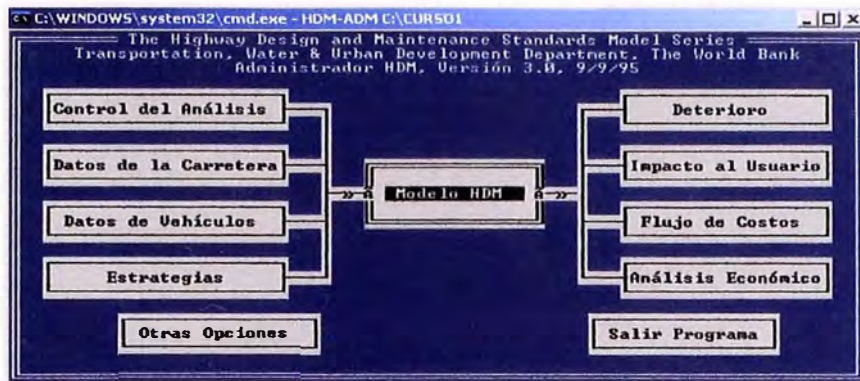 C:\WINDOWS\system32\cmd.exe - HDM-ADM C:\CURSO1
The Highway Design and Maintenance Standards Model Series
Transportation, Water & Urban Development Department, The World Bank
Administrador HDM, Versión 3.0, 9/9/95
Control del Análisis
Deterioro
Datos de la Carretera
Impacto al Usuario
» A Modelo HDM A »
Datos de Vehículos
Flujo de Costos
Estrategias
Análisis Económico
Otras Opciones
Salir Programa